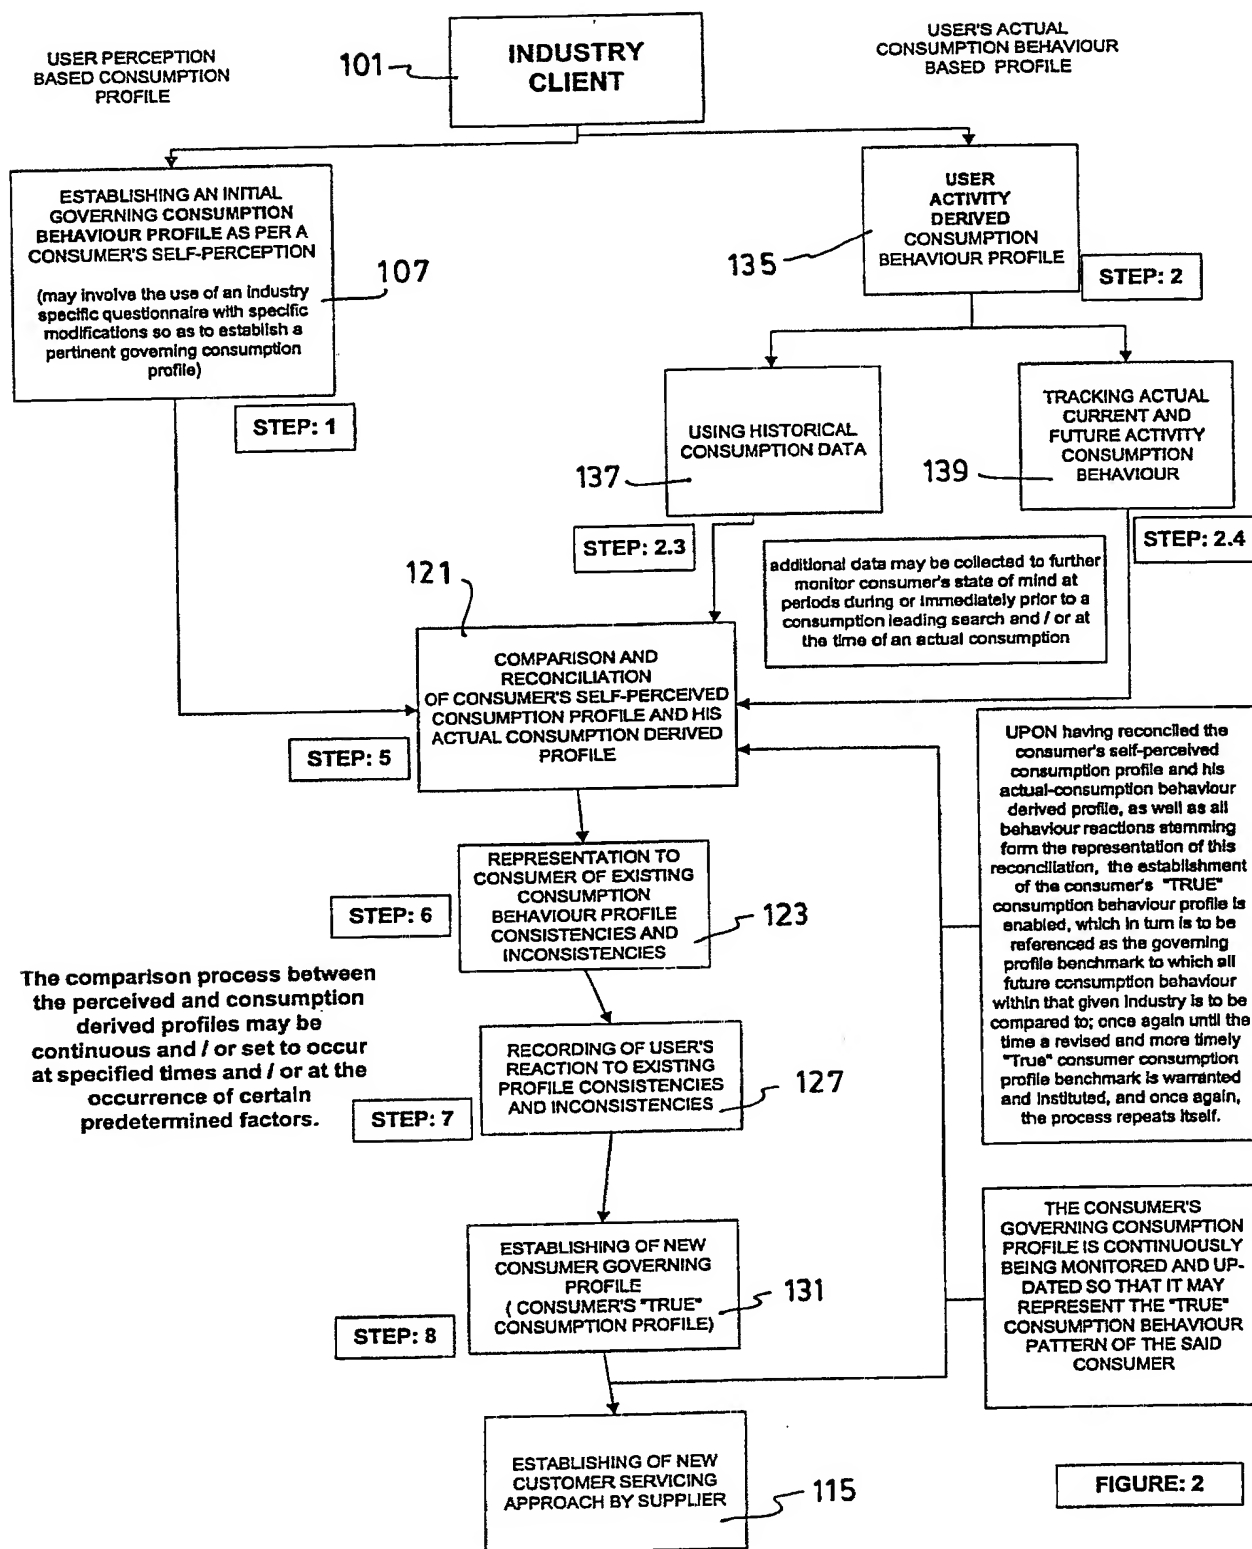 USER PERCEPTION
BASED CONSUMPTION
PROFILE
101
INDUSTRY
CLIENT
USER'S ACTUAL
CONSUMPTION BEHAVIOUR
BASED PROFILE
ESTABLISHING AN INITIAL
GOVERNING CONSUMPTION
BEHAVIOUR PROFILE AS PER A
CONSUMER'S SELF-PERCEPTION
(may involve the use of an industry
specific questionnaire with specific
modifications so as to establish a
pertinent governing consumption
profile)
107
STEP: 1
USER
ACTIVITY
DERIVED
CONSUMPTION
BEHAVIOUR PROFILE
135
STEP: 2
USING HISTORICAL
CONSUMPTION DATA
137
STEP: 2.3
TRACKING ACTUAL
CURRENT AND
FUTURE ACTIVITY
CONSUMPTION
BEHAVIOUR
139
STEP: 2.4
additional data may be collected to further
monitor consumer's state of mind at
periods during or immediately prior to a
consumption leading search and / or at
the time of an actual consumption
121
COMPARISON AND
RECONCILIATION
OF CONSUMER'S SELF-PERCEIVED
CONSUMPTION PROFILE AND HIS
ACTUAL CONSUMPTION DERIVED
PROFILE
STEP: 5
UPON having reconciled the
consumer's self-perceived
consumption profile and his
actual-consumption behaviour
derived profile, as well as all
behaviour reactions stemming
form the representation of this
reconciliation, the establishment
of the consumer's "TRUE"
consumption behaviour profile is
enabled, which in turn is to be
referenced as the governing
profile benchmark to which all
future consumption behaviour
within that given industry is to be
compared to; once again until the
time a revised and more timely
"True" consumer consumption
profile benchmark is warranted
and instituted, and once again,
the process repeats itself.
REPRESENTATION TO
CONSUMER OF EXISTING
CONSUMPTION
BEHAVIOUR PROFILE
CONSISTENCIES AND
INCONSISTENCIES
STEP: 6
123
The comparison process between
the perceived and consumption
derived profiles may be
continuous and / or set to occur
at specified times and / or at the
occurrence of certain
predetermined factors.
RECORDING OF USER'S
REACTION TO EXISTING
PROFILE CONSISTENCIES
AND INCONSISTENCIES
127
STEP: 7
THE CONSUMER'S
GOVERNING CONSUMPTION
PROFILE IS CONTINUOUSLY
BEING MONITORED AND UP-
DATED SO THAT IT MAY
REPRESENT THE "TRUE"
CONSUMPTION BEHAVIOUR
PATTERN OF THE SAID
CONSUMER
ESTABLISHING OF NEW
CONSUMER GOVERNING
PROFILE
( CONSUMER'S "TRUE"
CONSUMPTION PROFILE)
131
STEP: 8
ESTABLISHING OF NEW
CUSTOMER SERVICING
APPROACH BY SUPPLIER
115
FIGURE: 2